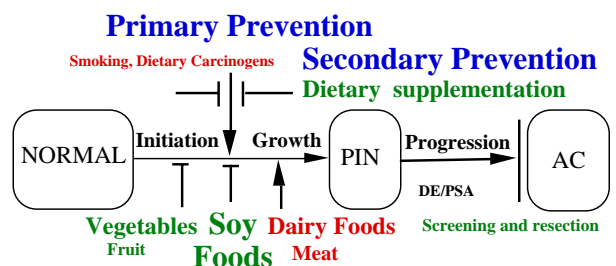 Primary Prevention
Smoking, Dietary Carcinogens
Secondary Prevention
Dietary supplementation
NORMAL
Initiation
Growth
PIN
Progression
AC
DE/PSA
Vegetables
Fruit
Soy
Foods
Dairy Foods
Meat
Screening and resection